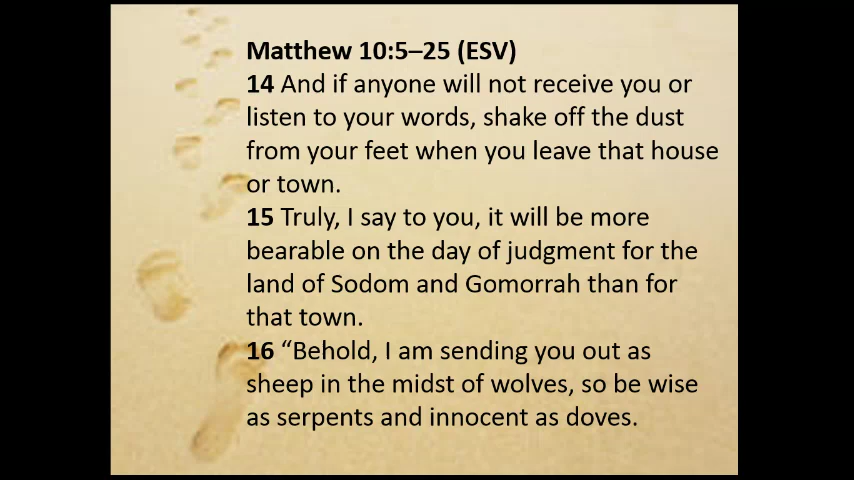 Matthew 10:5–25 (ESV)
14 And if anyone will not receive you or
listen to your words, shake off the dust
from your feet when you leave that house
or town.
15 Truly, I say to you, it will be more
bearable on the day of judgment for the
land of Sodom and Gomorrah than for
that town.
16 “Behold, I am sending you out as
sheep in the midst of wolves, so be wise
as serpents and innocent as doves.